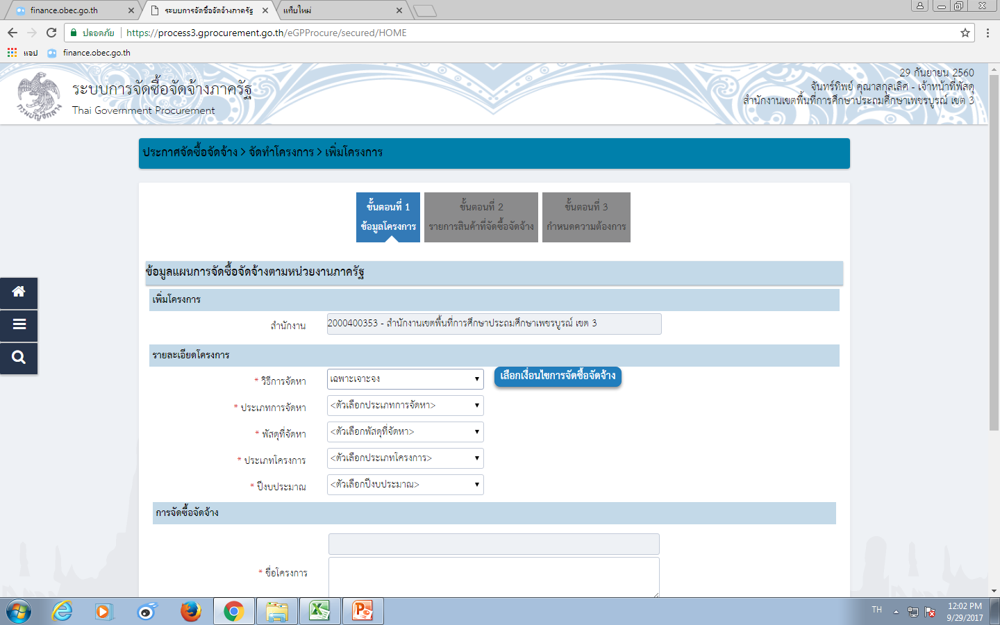 finance.obec.go.th
ระบบการจัดซื้อจัดจ้างภาครัฐ
แท็บใหม่
ปลอดภัย
https://process3.gprocurement.go.th/eGPProcure/secured/HOME
แอป
finance.obec.go.th
ระบบการจัดซื้อจัดจ้างภาครัฐ
Thai Government Procurement
กรมบัญชีกลาง
29 กันยายน 2560
จันทร์ทิพย์ คุณาสกุลเลิศ - เจ้าหน้าที่พัสดุ
สำนักงานเขตพื้นที่การศึกษาประถมศึกษาเพชรบูรณ์ เขต 3
ประกาศจัดซื้อจัดจ้าง > จัดทำโครงการ > เพิ่มโครงการ
ขั้นตอนที่ 1
ข้อมูลโครงการ
ขั้นตอนที่ 2
รายการสินค้าที่จัดซื้อจัดจ้าง
ขั้นตอนที่ 3
กำหนดความต้องการ
ข้อมูลแผนการจัดซื้อจัดจ้างตามหน่วยงานภาครัฐ
เพิ่มโครงการ
สำนักงาน 2000400353 - สำนักงานเขตพื้นที่การศึกษาประถมศึกษาเพชรบูรณ์ เขต 3
รายละเอียดโครงการ
* วิธีการจัดหา เฉพาะเจาะจง เลือกเงื่อนไขการจัดซื้อจัดจ้าง
* ประเภทการจัดหา <ตัวเลือกประเภทการจัดหา>
* พัสดุที่จัดหา <ตัวเลือกพัสดุที่จัดหา>
* ประเภทโครงการ <ตัวเลือกประเภทโครงการ>
* ปีงบประมาณ <ตัวเลือกปีงบประมาณ>
การจัดซื้อจัดจ้าง
* ชื่อโครงการ
TH
12:02 PM
9/29/2017